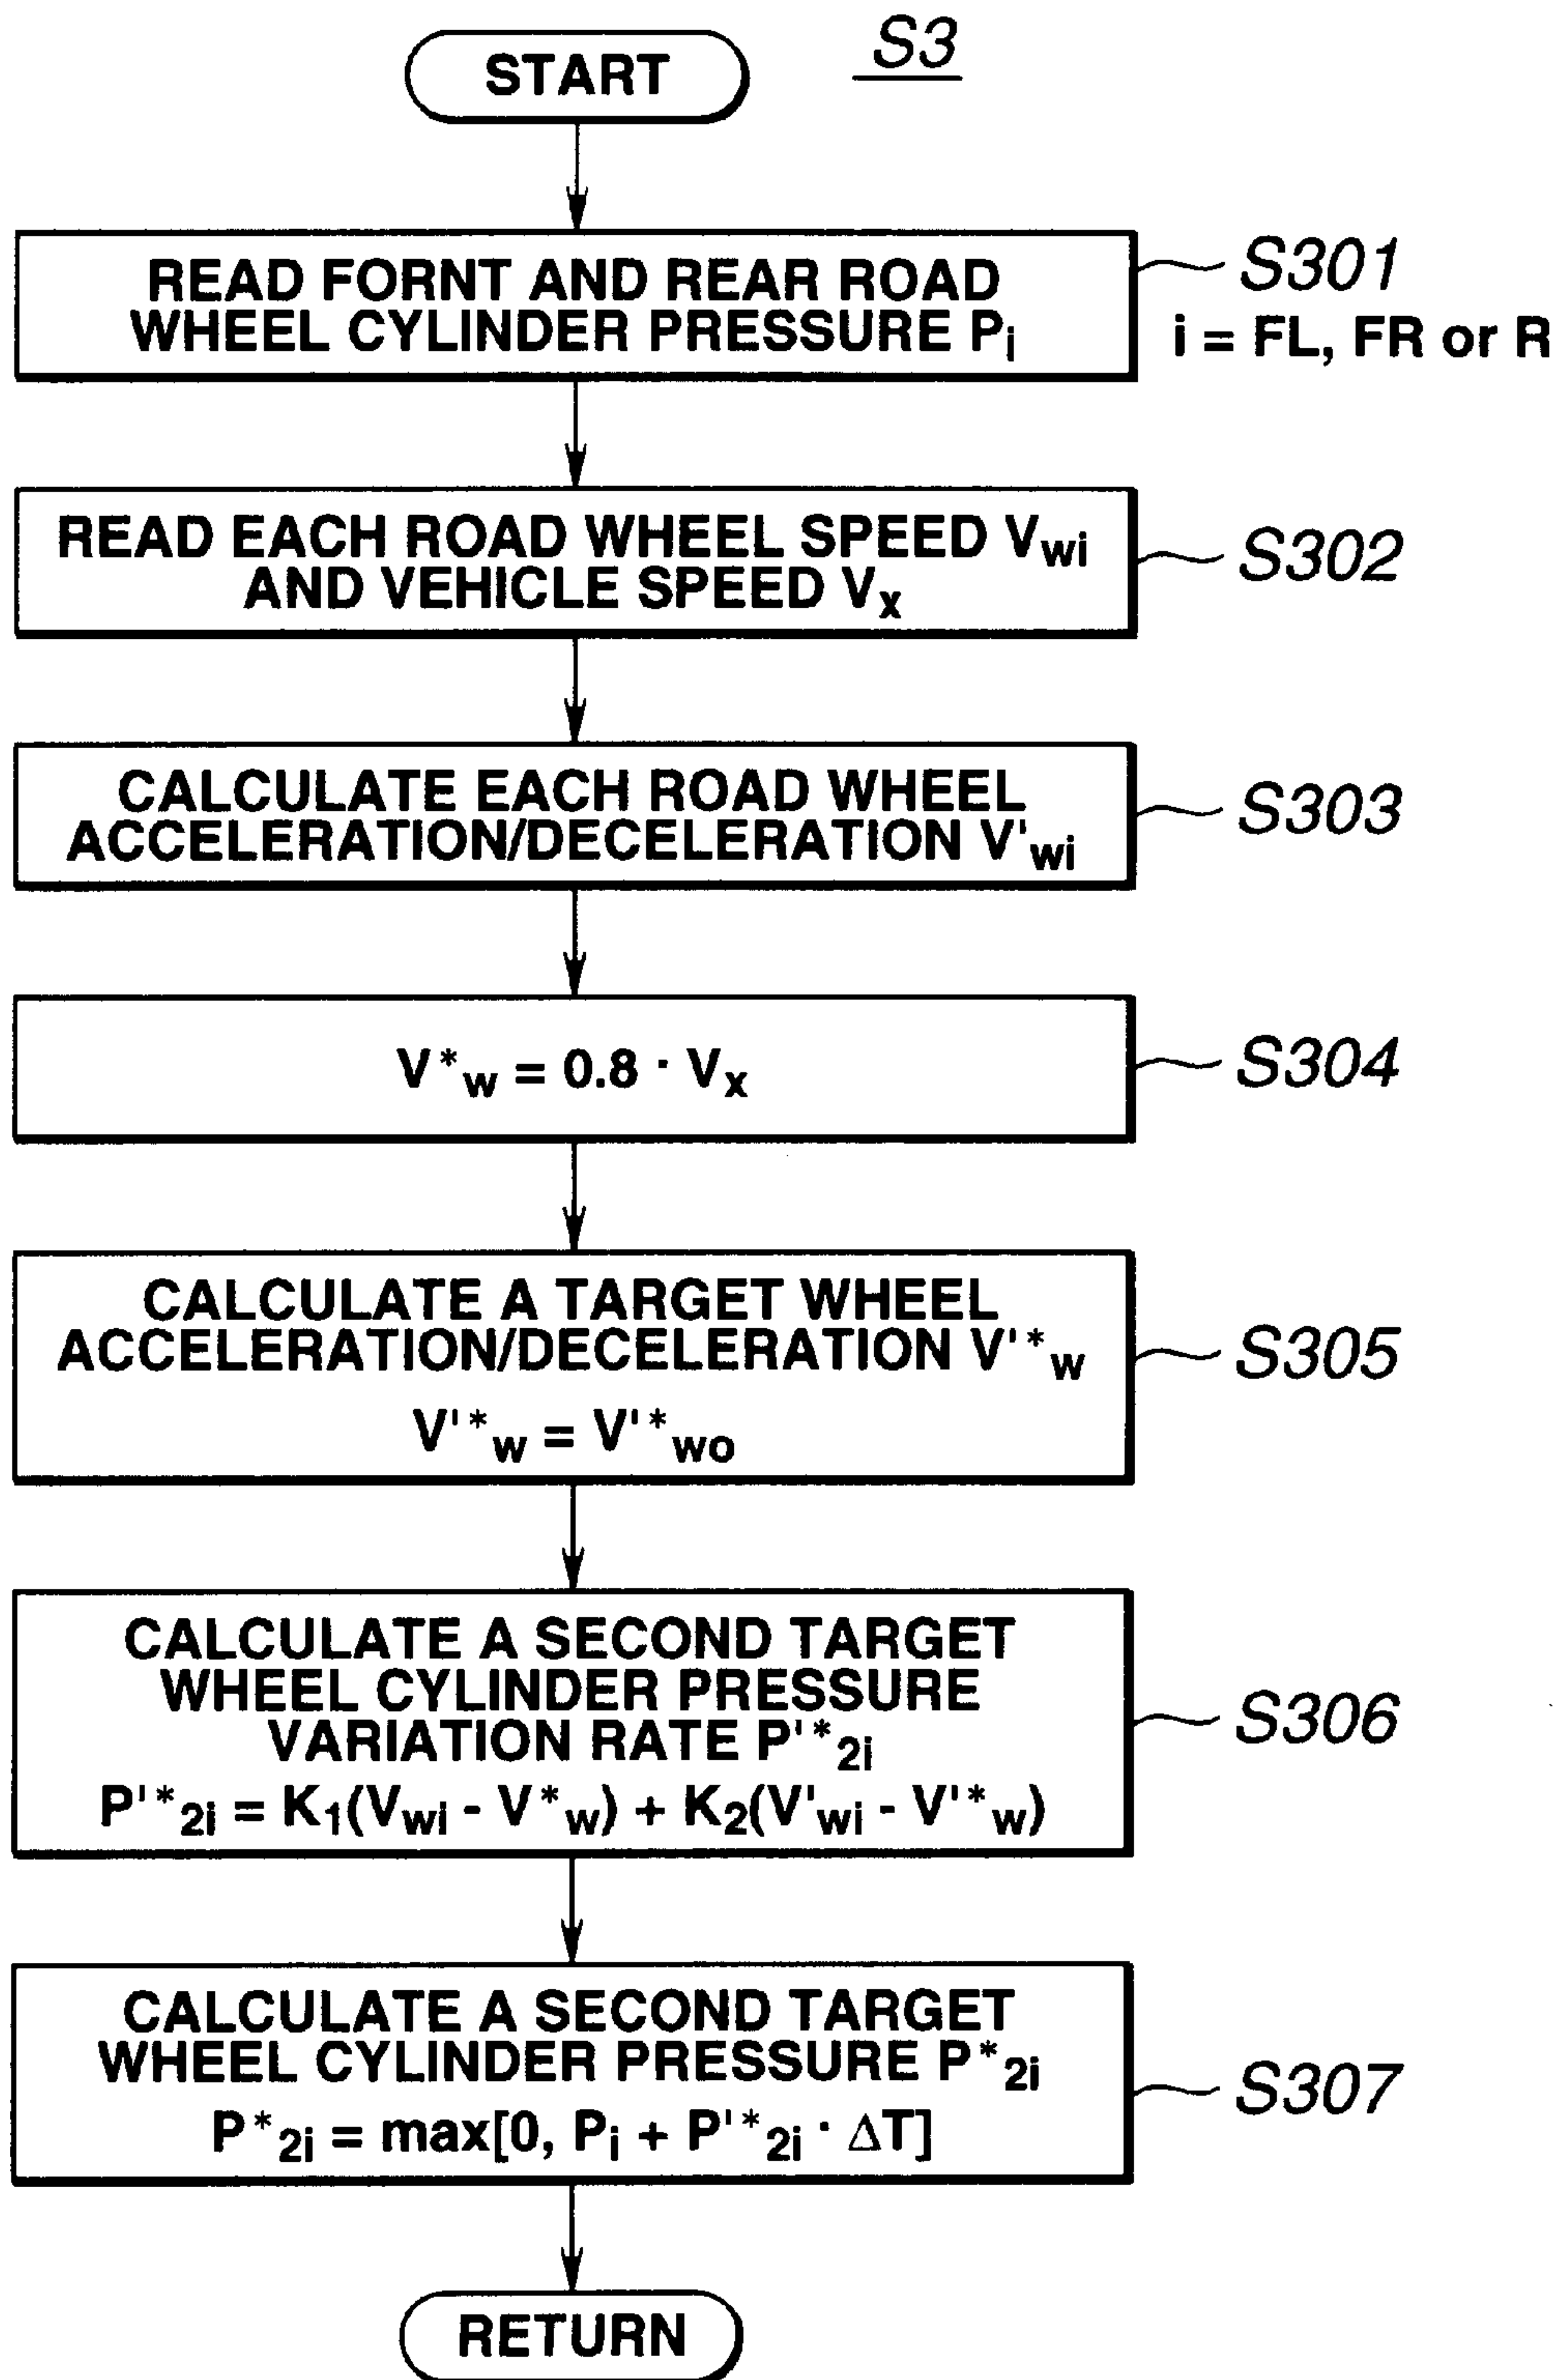 START
S3
READ FORNT AND REAR ROAD
WHEEL CYLINDER PRESSURE Pi
S301
i = FL, FR or R
READ EACH ROAD WHEEL SPEED Vwi
AND VEHICLE SPEED Vx
S302
CALCULATE EACH ROAD WHEEL
ACCELERATION/DECELERATION V'wi
S303
V*w = 0.8 · Vx
S304
CALCULATE A TARGET WHEEL
ACCELERATION/DECELERATION V'*w
V'*w = V'*wo
S305
CALCULATE A SECOND TARGET
WHEEL CYLINDER PRESSURE
VARIATION RATE P'*2i
P'*2i = K1(Vwi - V*w) + K2(V'wi - V'*w)
S306
CALCULATE A SECOND TARGET
WHEEL CYLINDER PRESSURE P*2i
P*2i = max[0, Pi + P'*2i · ΔT]
S307
RETURN